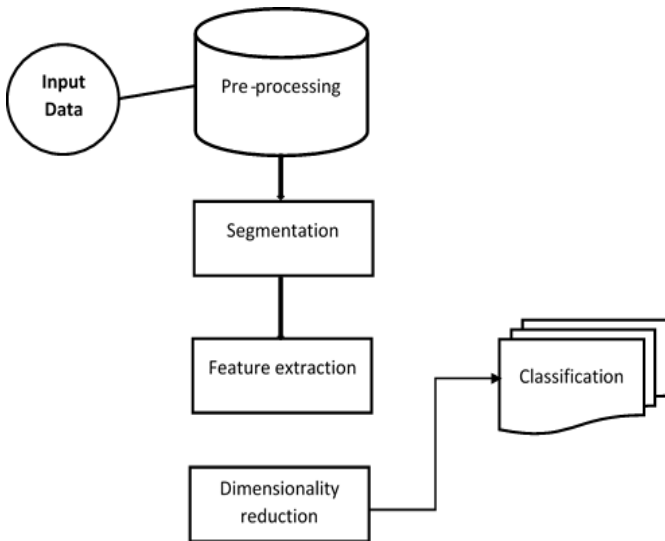 Input
Data
Pre-processing
Segmentation
Feature extraction
Classification
Dimensionality
reduction